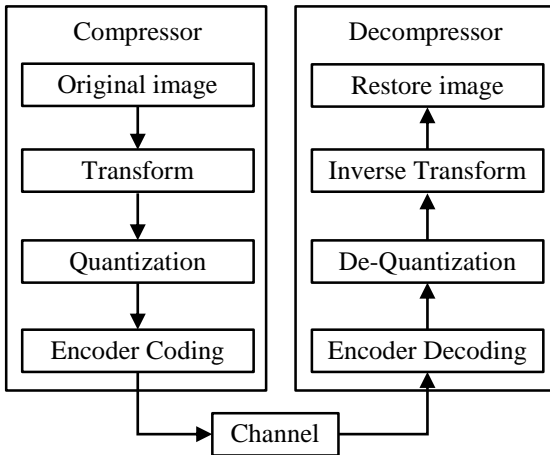 Compressor
Original image
Transform
Quantization
Encoder Coding
Decompressor
Restore image
Inverse Transform
De-Quantization
Encoder Decoding
Channel